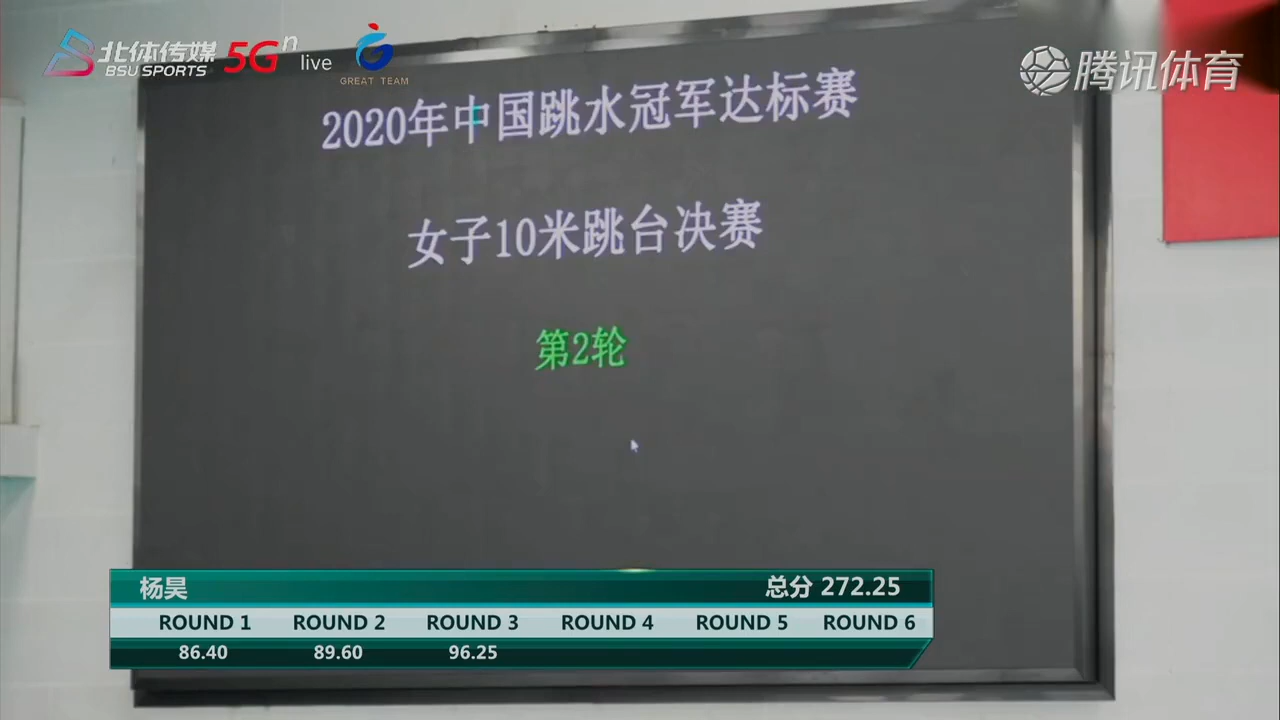 北体传媒 5Gⁿ live
BSU SPORTS
GREAT TEAM
腾讯体育
2020年中国跳水冠军达标赛
女子10米跳台决赛
第2轮
杨昊 总分 272.25
ROUND 1 ROUND 2 ROUND 3 ROUND 4 ROUND 5 ROUND 6
86.40 89.60 96.25